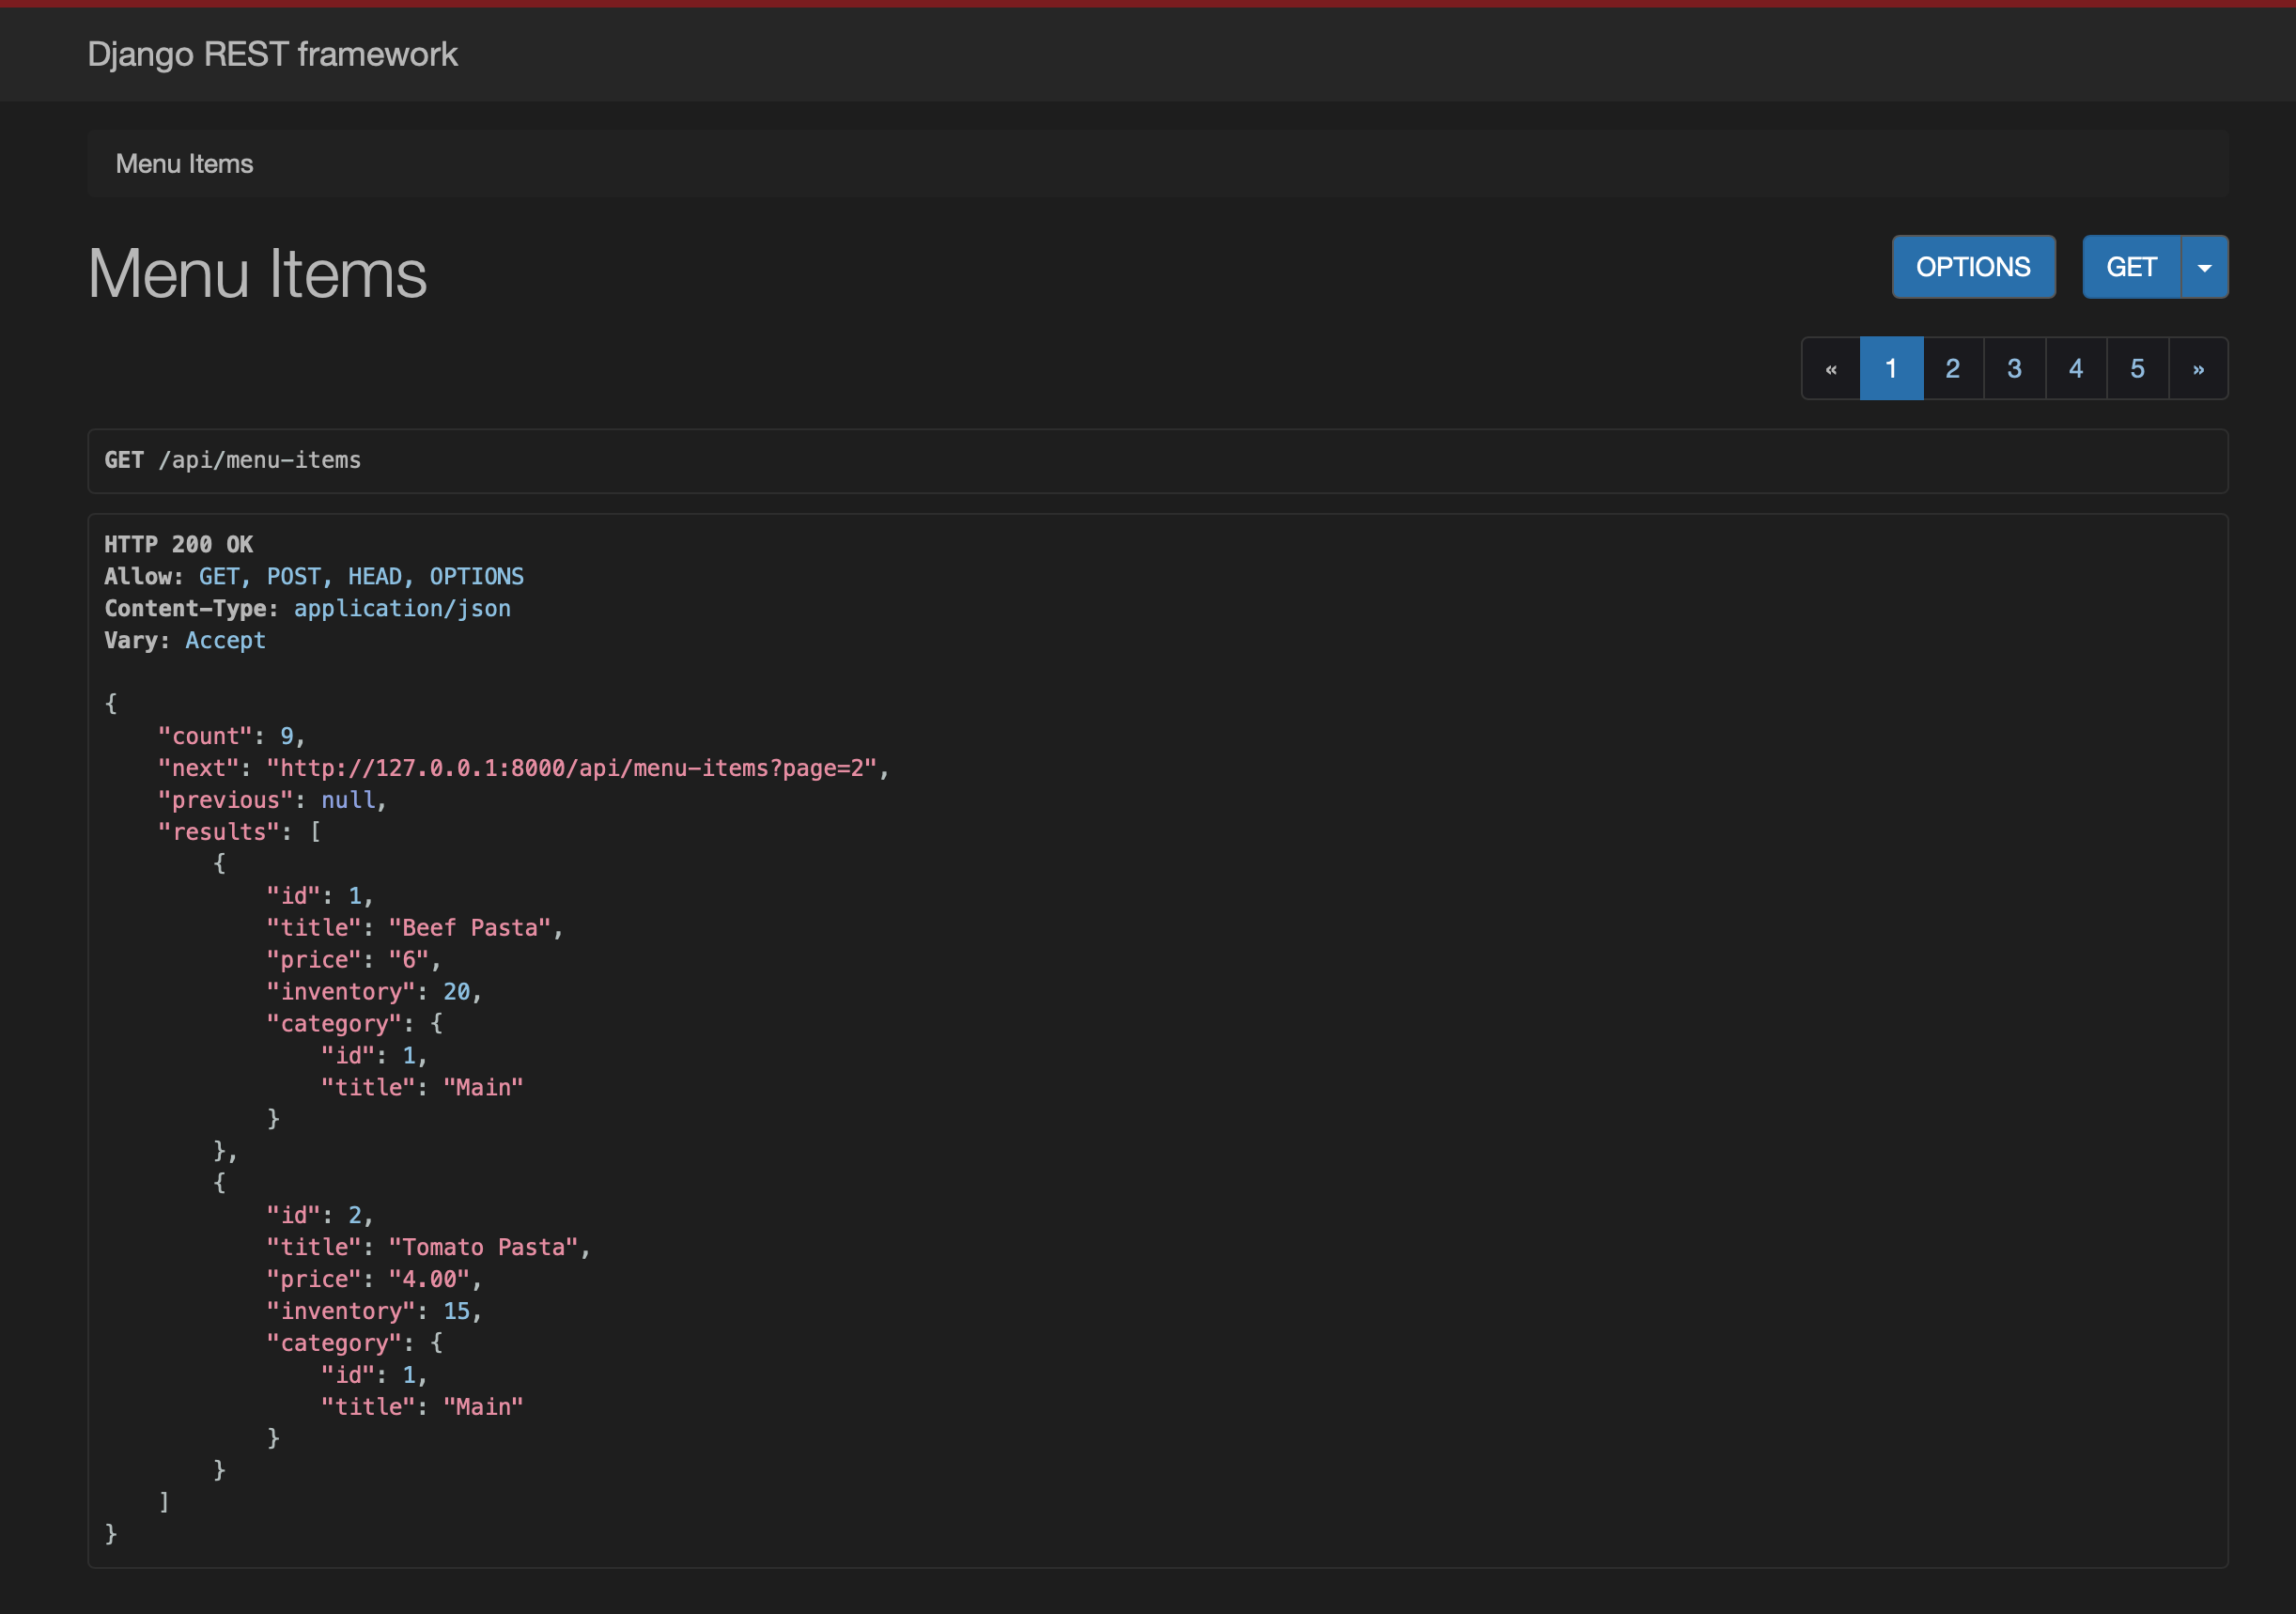 Django REST framework
Menu Items
Menu Items
OPTIONS GET
« 1 2 3 4 5 »
GET /api/menu-items
HTTP 200 OK
Allow: GET, POST, HEAD, OPTIONS
Content-Type: application/json
Vary: Accept
{
    "count": 9,
    "next": "http://127.0.0.1:8000/api/menu-items?page=2",
    "previous": null,
    "results": [
        {
            "id": 1,
            "title": "Beef Pasta",
            "price": "6",
            "inventory": 20,
            "category": {
                "id": 1,
                "title": "Main"
            }
        },
        {
            "id": 2,
            "title": "Tomato Pasta",
            "price": "4.00",
            "inventory": 15,
            "category": {
                "id": 1,
                "title": "Main"
            }
        }
    ]
}